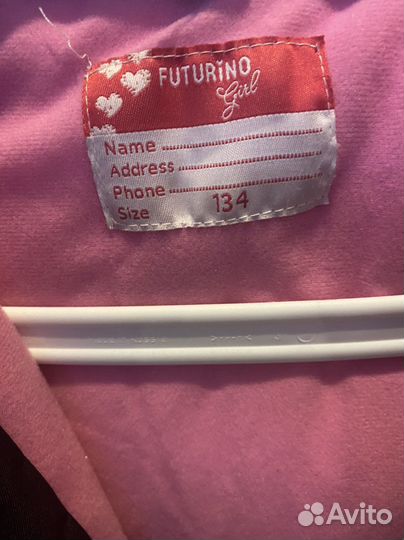 FUTURINO
Girl
Name
Address
Phone
Size 134
Avito